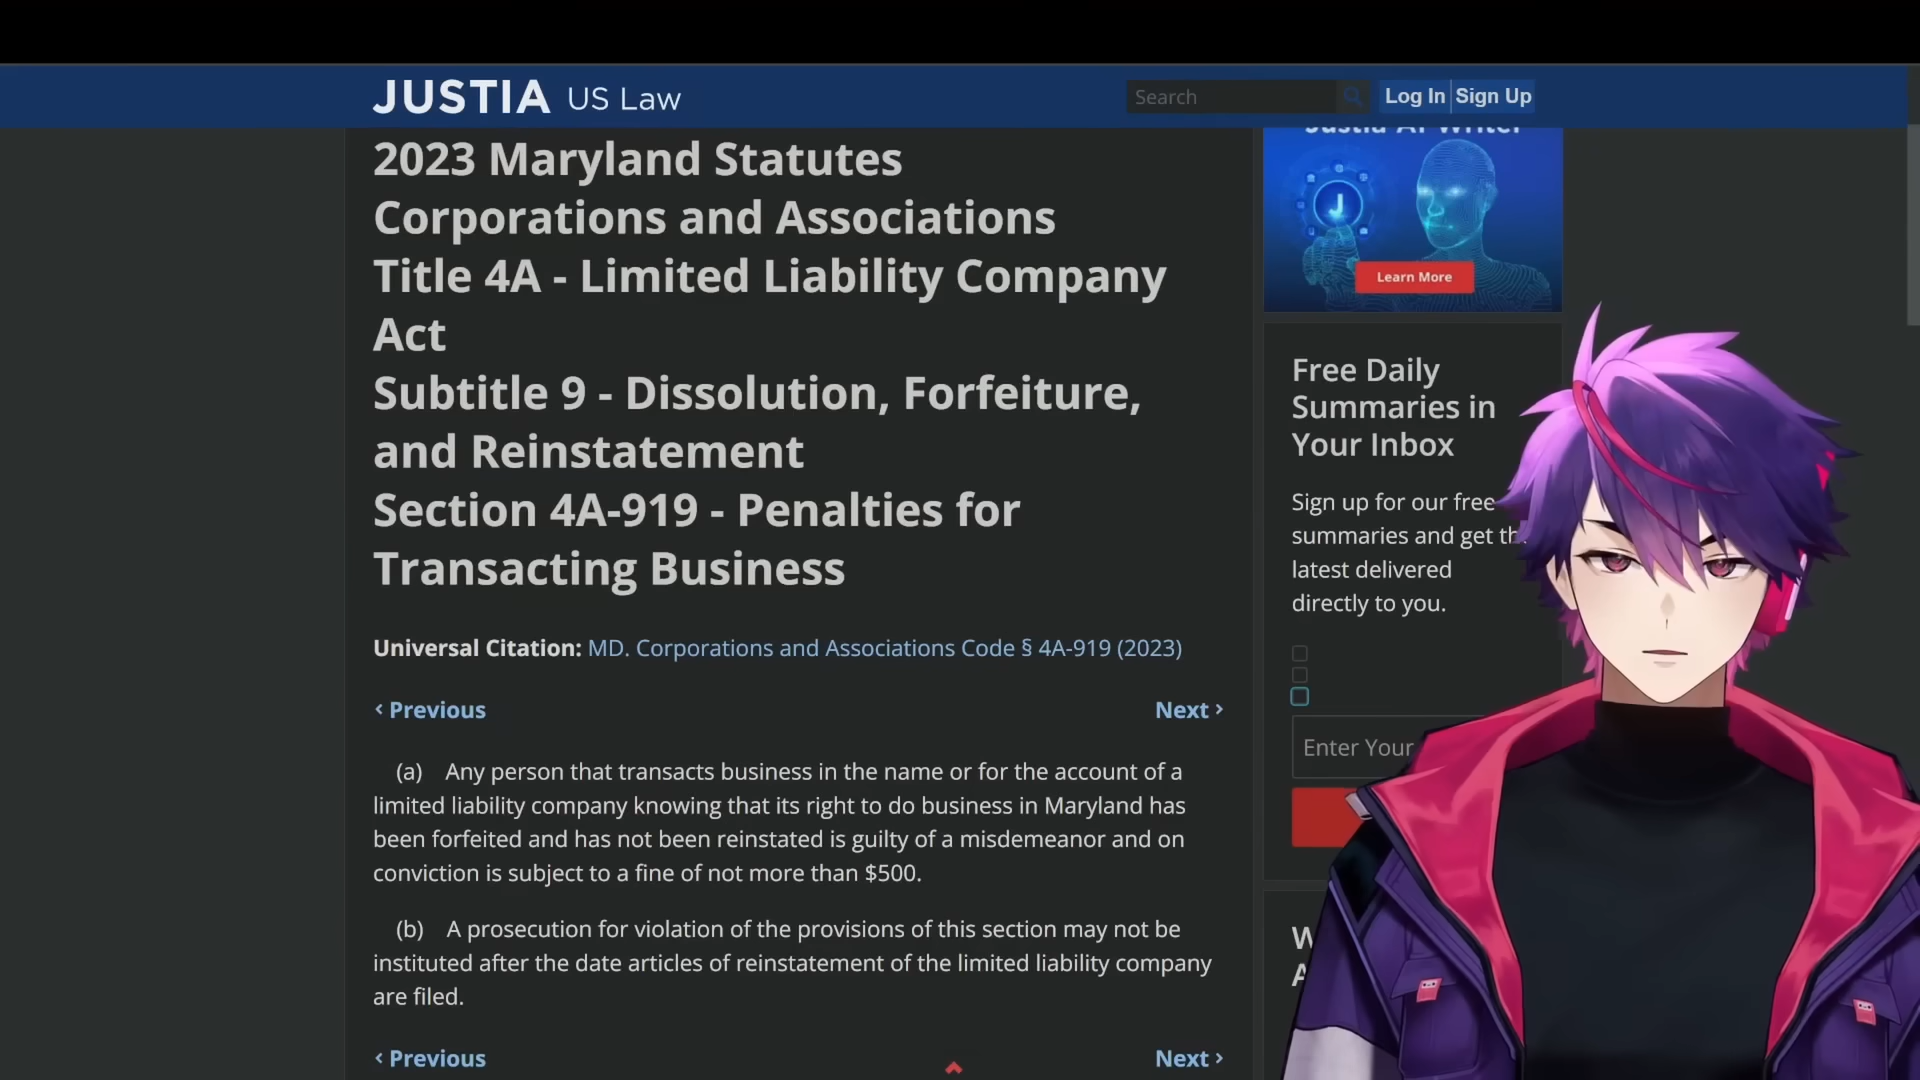 JUSTIA US Law
Search
Log In
Sign Up
2023 Maryland Statutes
Corporations and Associations
Title 4A - Limited Liability Company
Act
Subtitle 9 - Dissolution, Forfeiture,
and Reinstatement
Section 4A-919 - Penalties for
Transacting Business
Universal Citation: MD. Corporations and Associations Code § 4A-919 (2023)
‹ Previous
Next ›
(a) Any person that transacts business in the name or for the account of a
limited liability company knowing that its right to do business in Maryland has
been forfeited and has not been reinstated is guilty of a misdemeanor and on
conviction is subject to a fine of not more than $500.
(b) A prosecution for violation of the provisions of this section may not be
instituted after the date articles of reinstatement of the limited liability company
are filed.
‹ Previous
Next ›
Justia AI Writer
J
Learn More
Free Daily
Summaries in
Your Inbox
Sign up for our free
summaries and get
latest delivered
directly to you.
Enter Your